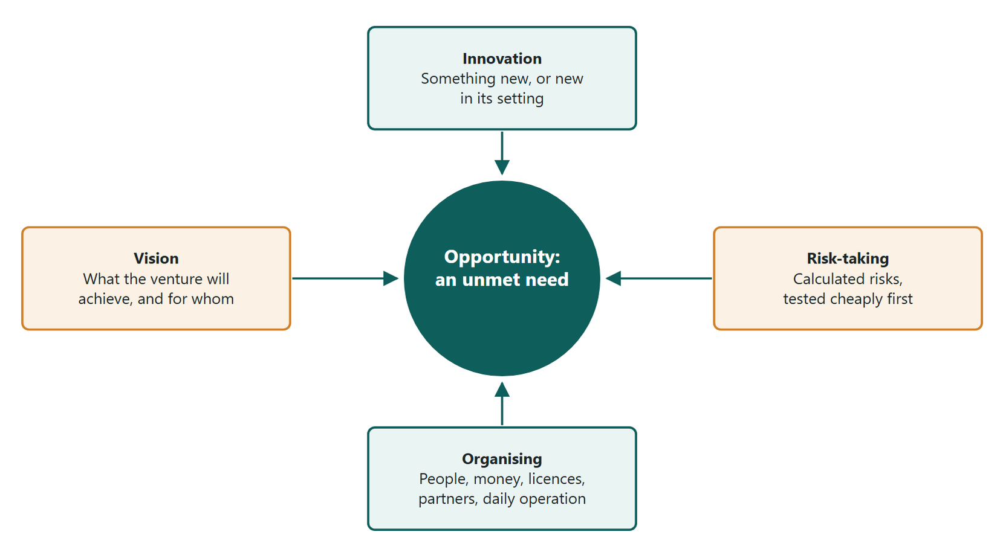 Innovation
Something new, or new
in its setting
Vision
What the venture will
achieve, and for whom
Opportunity:
an unmet need
Risk-taking
Calculated risks,
tested cheaply first
Organising
People, money, licences,
partners, daily operation